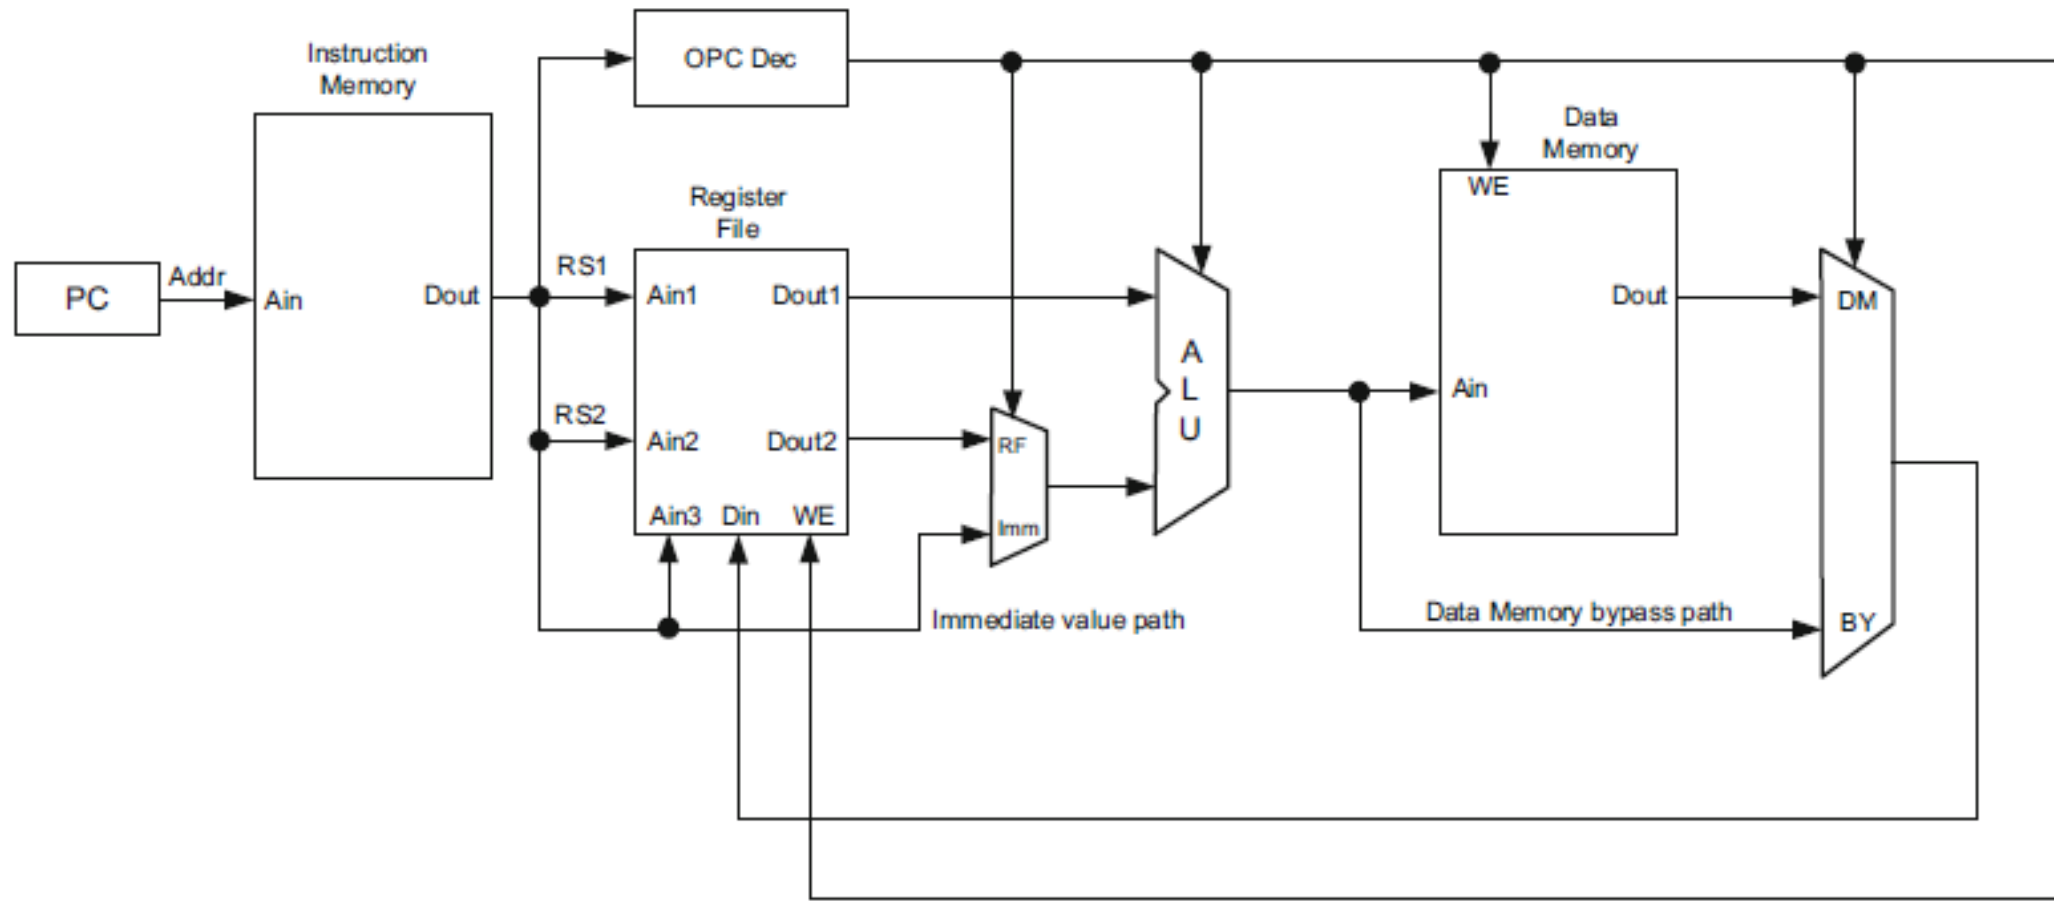 Instruction
Memory
OPC Dec
Data
Memory
WE
Register
File
PC
Addr
Ain
Dout
RS1
Ain1
Dout1
RS2
Ain2
Dout2
Ain3
Din
WE
RF
Imm
A
L
U
Ain
Dout
DM
BY
Immediate value path
Data Memory bypass path